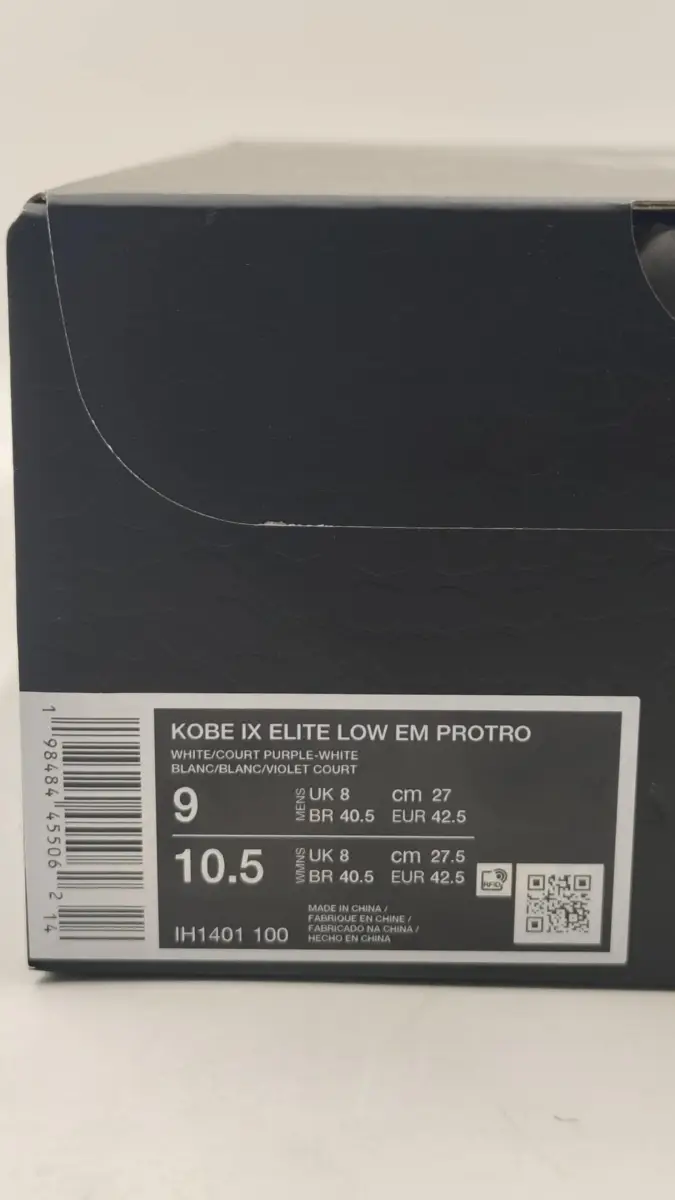 KOBE IX ELITE LOW EM PROTRO
WHITE/COURT PURPLE-WHITE
BLANC/BLANC/VIOLET COURT
9
MENS
UK 8 cm 27
BR 40.5 EUR 42.5
10.5
WMNS
UK 8 cm 27.5
BR 40.5 EUR 42.5
RFID
IH1401 100
MADE IN CHINA /
FABRIQUE EN CHINE /
FABRICADO NA CHINA /
HECHO EN CHINA
1 98484 45506 2 14